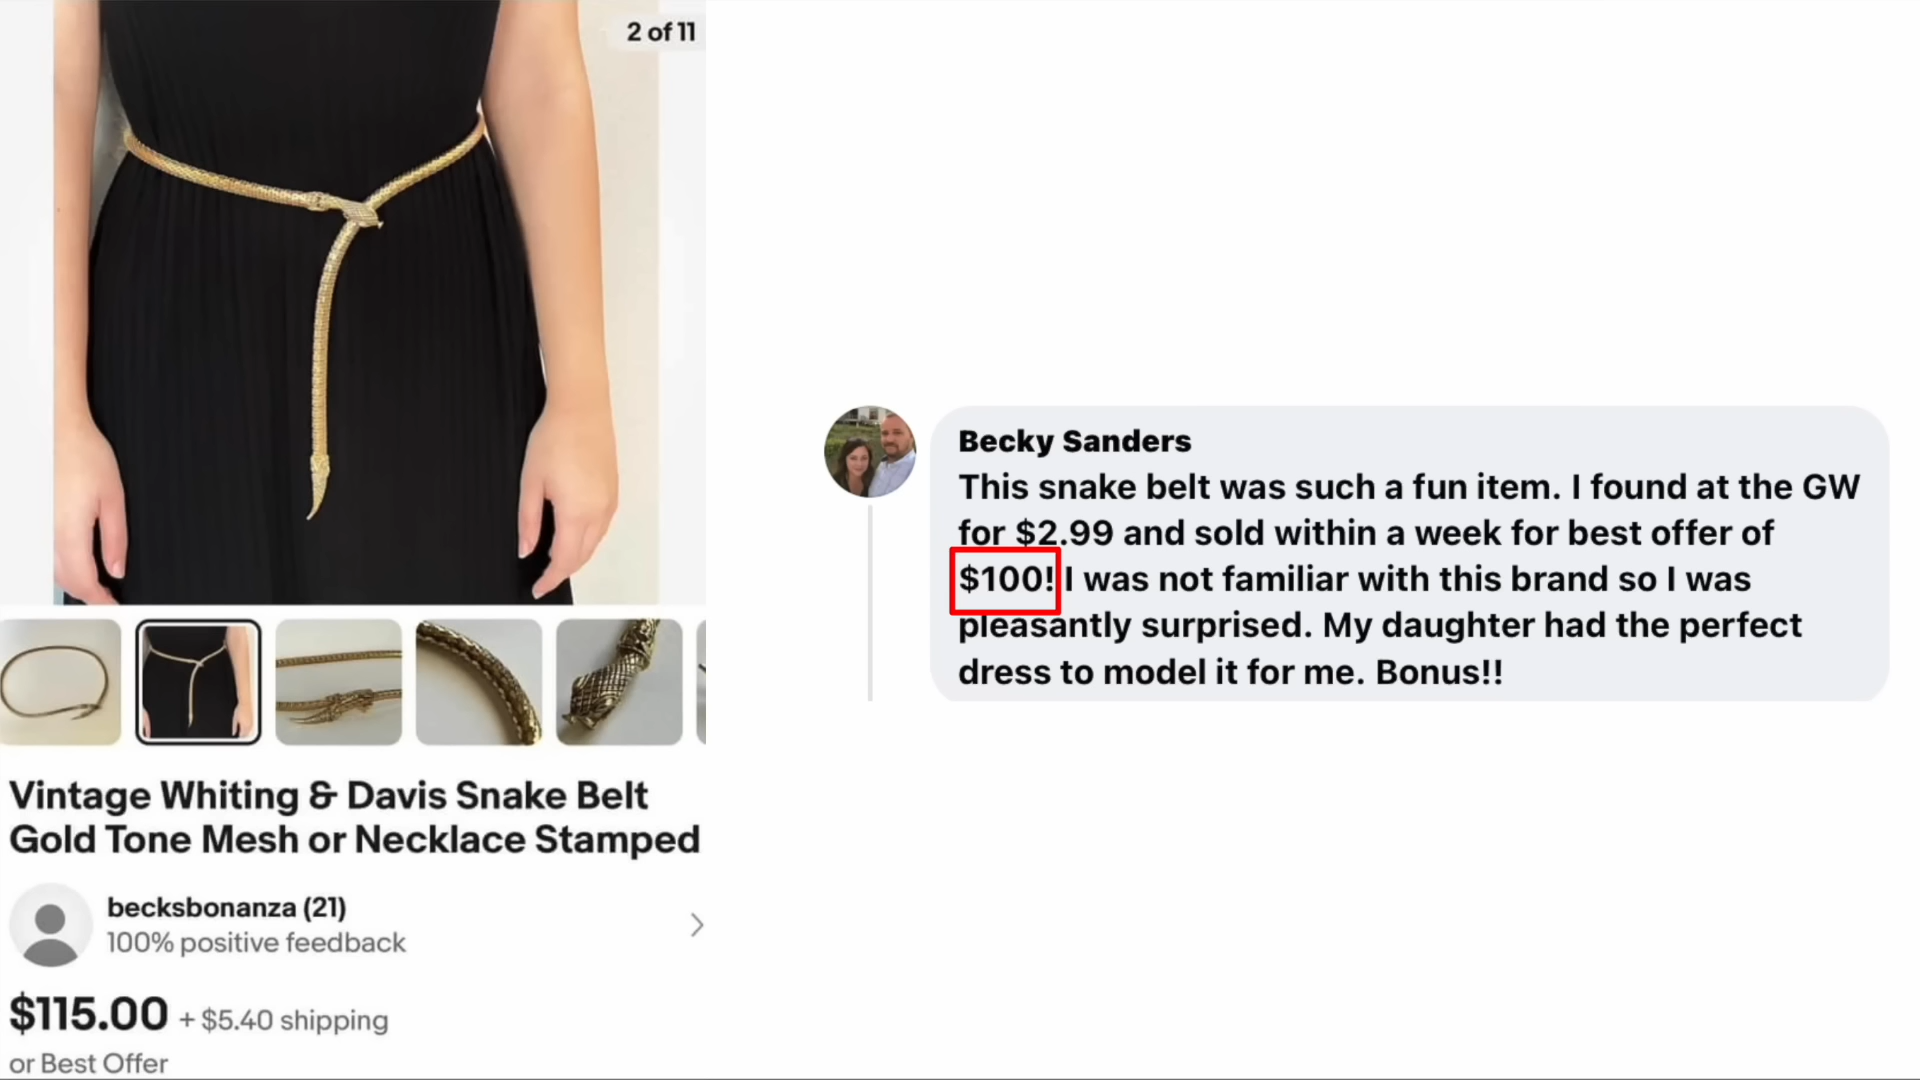 2 of 11
Vintage Whiting & Davis Snake Belt
Gold Tone Mesh or Necklace Stamped
becksbonanza (21)
100% positive feedback
$115.00 + $5.40 shipping
or Best Offer
Becky Sanders
This snake belt was such a fun item. I found at the GW
for $2.99 and sold within a week for best offer of
$100! I was not familiar with this brand so I was
pleasantly surprised. My daughter had the perfect
dress to model it for me. Bonus!!